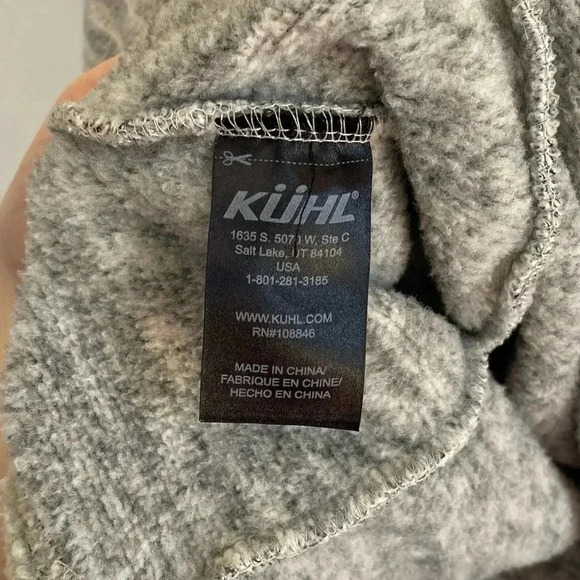 KÜHL®
1635 S. 5070 W, Ste C
Salt Lake, UT 84104
USA
1-801-281-3185
WWW.KUHL.COM
RN#108846
MADE IN CHINA/
FABRIQUE EN CHINE/
HECHO EN CHINA